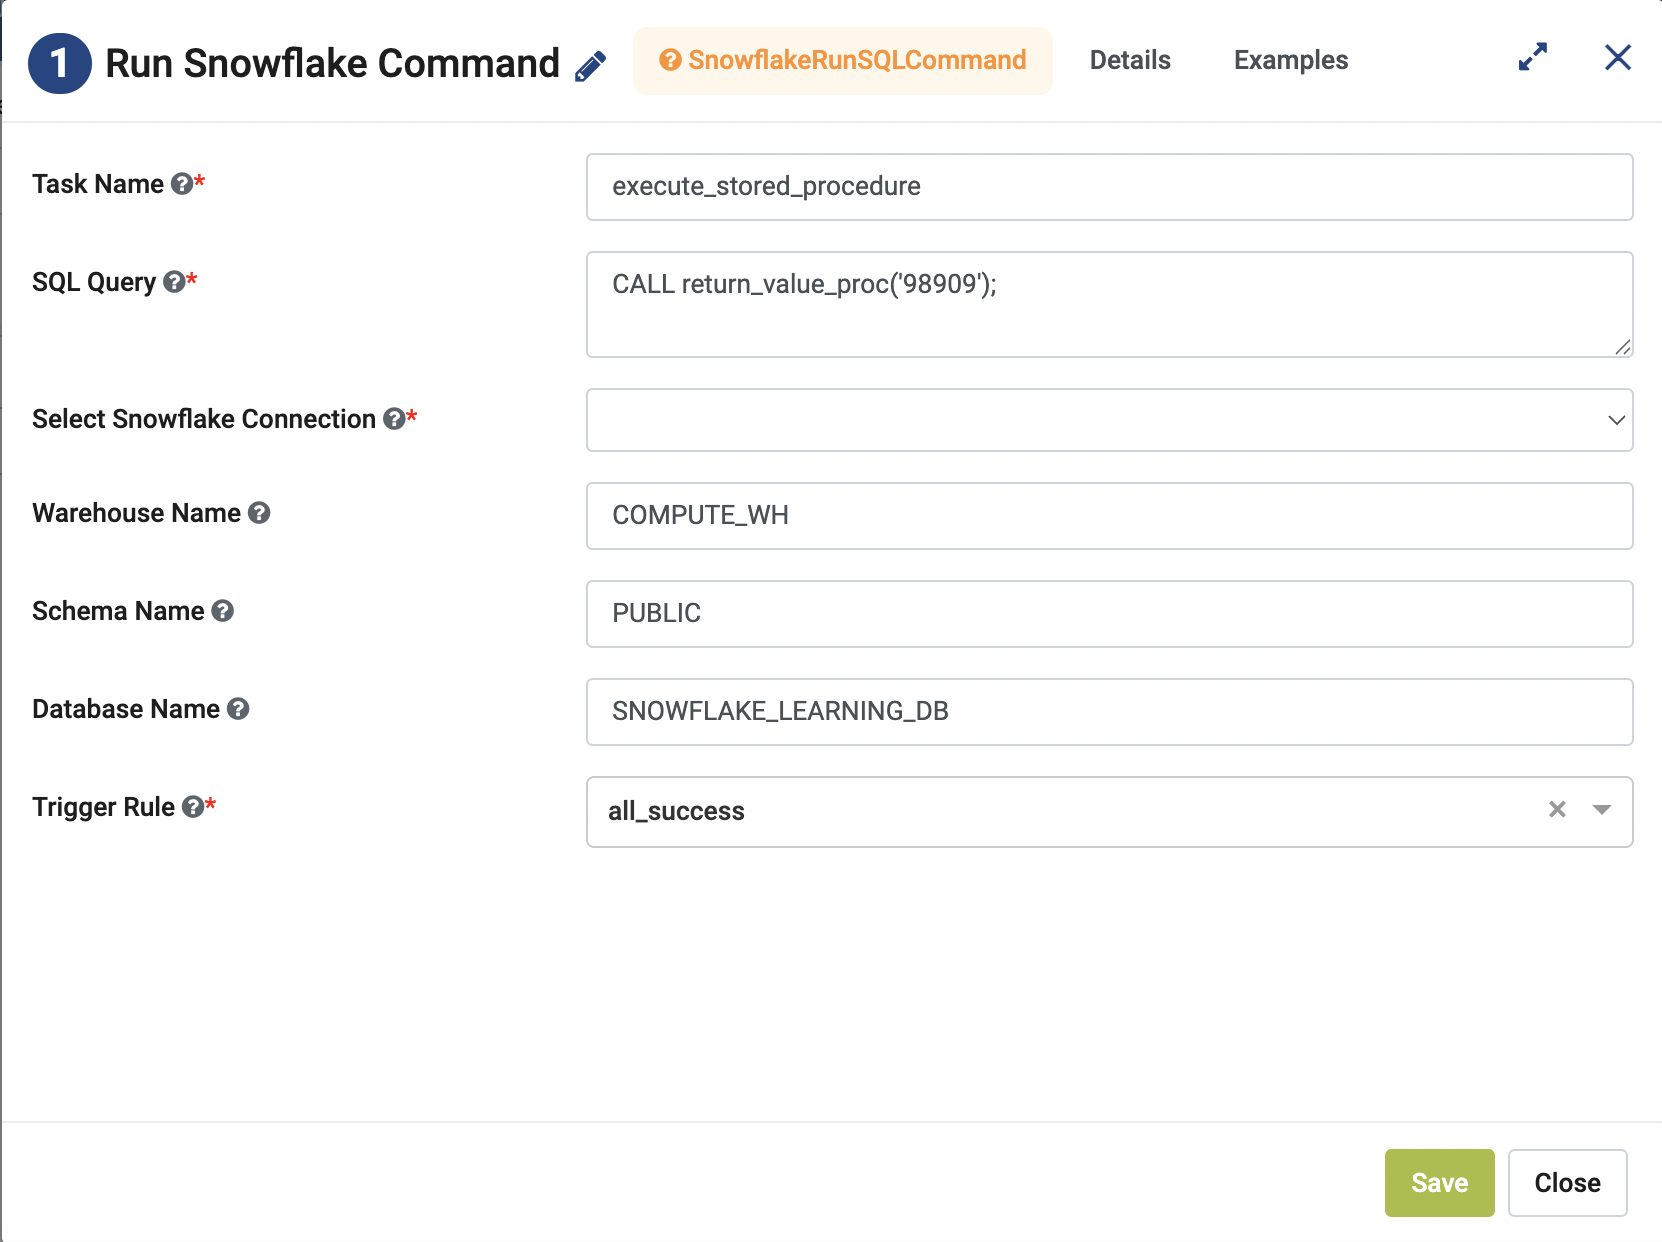 1 Run Snowflake Command SnowflakeRunSQLCommand Details Examples
Task Name * execute_stored_procedure
SQL Query * CALL return_value_proc('98909');
Select Snowflake Connection *
Warehouse Name COMPUTE_WH
Schema Name PUBLIC
Database Name SNOWFLAKE_LEARNING_DB
Trigger Rule * all_success
Save Close